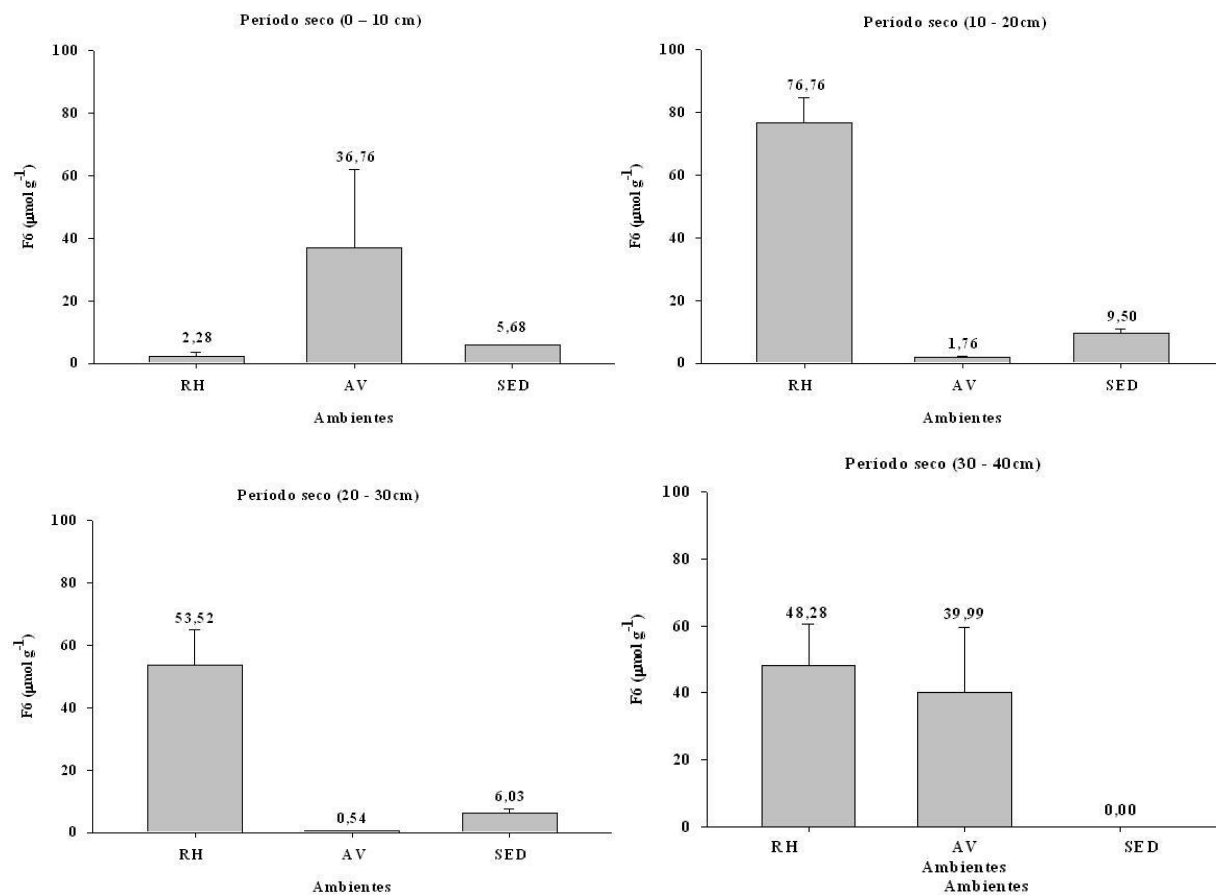 Período seco (0 – 10 cm)
100
80
60
40
20
0
F6 (µmol g-1)
2,28
36,76
5,68
RH AV SED
Ambientes
Período seco (10 - 20cm)
100
80
60
40
20
0
F6 (µmol g-1)
76,76
1,76
9,50
RH AV SED
Ambientes
Período seco (20 - 30cm)
100
80
60
40
20
0
F6 (µmol g-1)
53,52
0,54
6,03
RH AV SED
Ambientes
Período seco (30 - 40cm)
100
80
60
40
20
0
F6 (µmol g-1)
48,28
39,99
0,00
RH AV SED
Ambientes
Ambientes